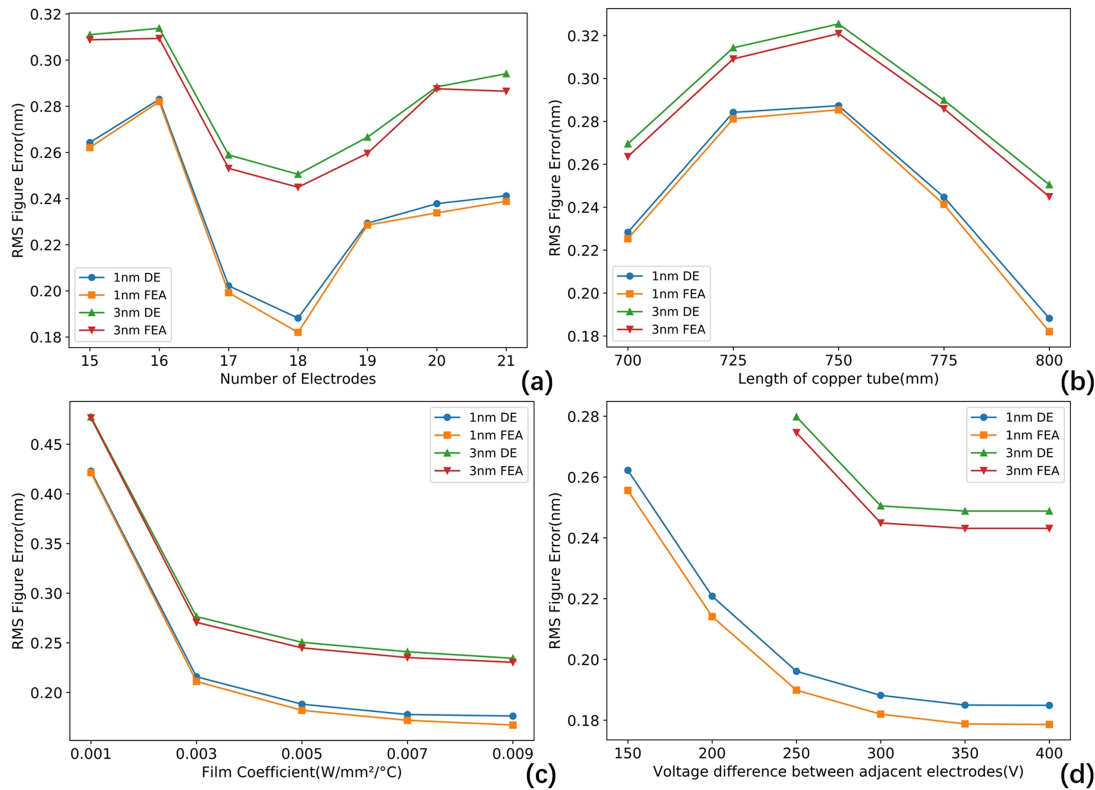 0.32
0.30
0.28
0.26
0.24
0.22
0.20
0.18
RMS Figure Error(nm)
1nm DE
1nm FEA
3nm DE
3nm FEA
15 16 17 18 19 20 21
Number of Electrodes
(a)
0.32
0.30
0.28
0.26
0.24
0.22
0.20
0.18
RMS Figure Error(nm)
1nm DE
1nm FEA
3nm DE
3nm FEA
700 725 750 775 800
Length of copper tube(mm)
(b)
0.45
0.40
0.35
0.30
0.25
0.20
RMS Figure Error(nm)
1nm DE
1nm FEA
3nm DE
3nm FEA
0.001 0.003 0.005 0.007 0.009
Film Coefficient(W/mm²/°C)
(c)
0.28
0.26
0.24
0.22
0.20
0.18
RMS Figure Error(nm)
1nm DE
1nm FEA
3nm DE
3nm FEA
150 200 250 300 350 400
Voltage difference between adjacent electrodes(V)
(d)